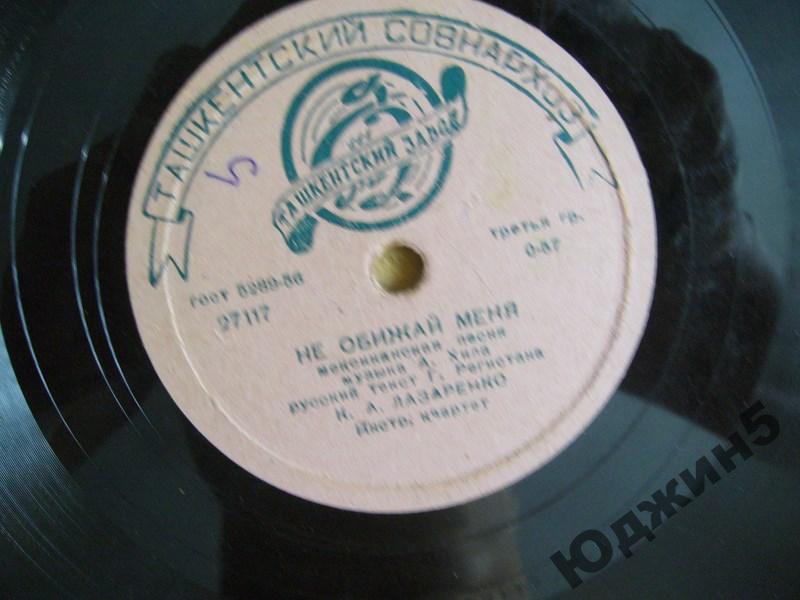 ТАШКЕНТСКИЙ СОВНАРХОЗ
ТАШКЕНТСКИЙ ЗАВОД
5
ГОСТ 5289-56
27117
третья гр.
0-87
НЕ ОБИЖАЙ МЕНЯ
мексиканская песня
музыка А. Хила
русский текст Г. Регистана
К. А. ЛАЗАРЕНКО
Инстр. квартет
Юджин5